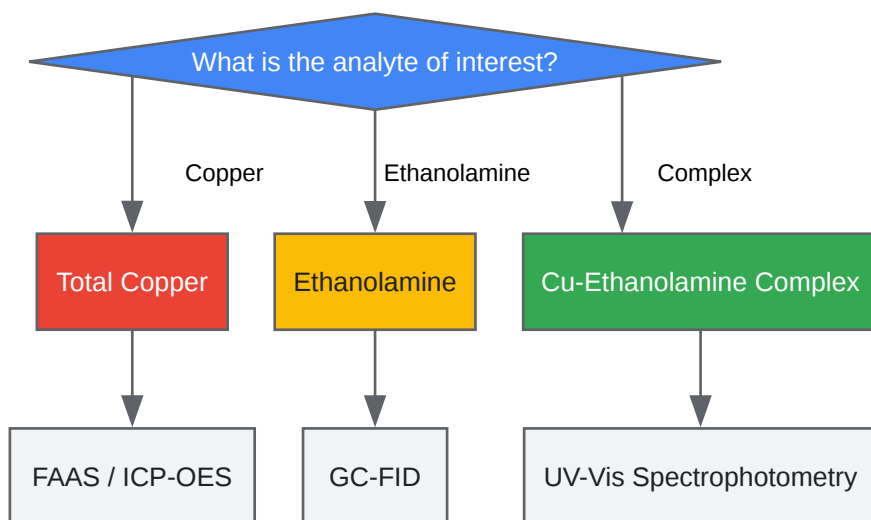 What is the analyte of interest?
Copper
Ethanolamine
Complex
Total Copper
Ethanolamine
Cu-Ethanolamine Complex
FAAS / ICP-OES
GC-FID
UV-Vis Spectrophotometry